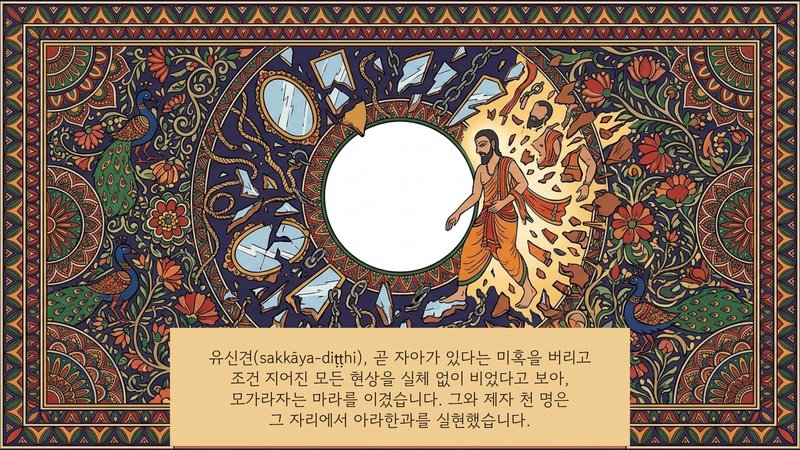 유신견(sakkāya-diṭṭhi), 곧 자아가 있다는 미혹을 버리고
조건 지어진 모든 현상을 실체 없이 비었다고 보아,
모가라자는 마라를 이겼습니다. 그와 제자 천 명은
그 자리에서 아라한과를 실현했습니다.